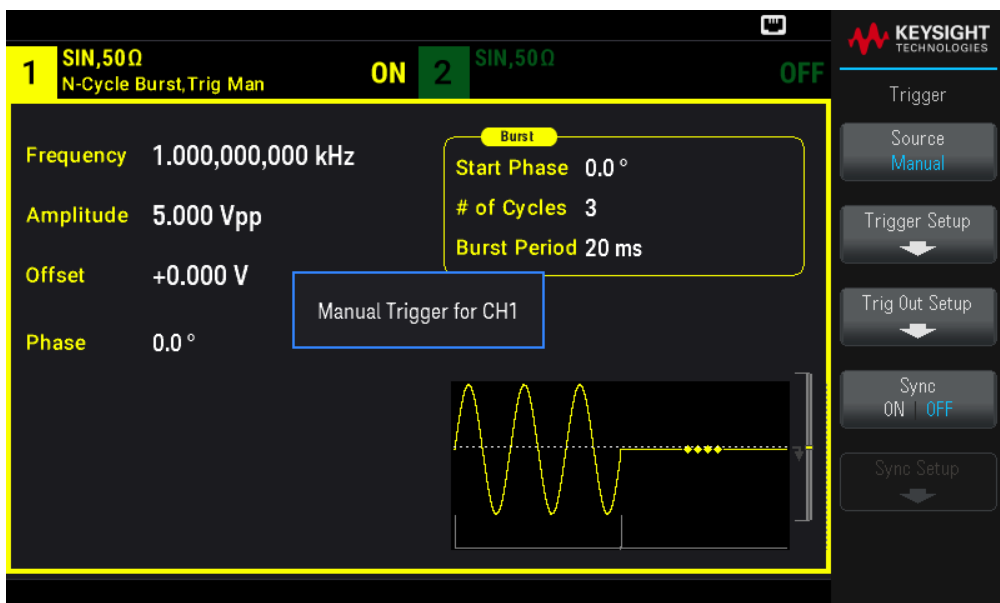 1 SIN,50Ω
N-Cycle Burst,Trig Man
ON
2 SIN,50Ω
OFF
KEYSIGHT
TECHNOLOGIES
Trigger
Frequency 1.000,000,000 kHz
Amplitude 5.000 Vpp
Offset +0.000 V
Phase 0.0 °
Burst
Start Phase 0.0 °
# of Cycles 3
Burst Period 20 ms
Manual Trigger for CH1
Source
Manual
Trigger Setup
Trig Out Setup
Sync
ON | OFF
Sync Setup